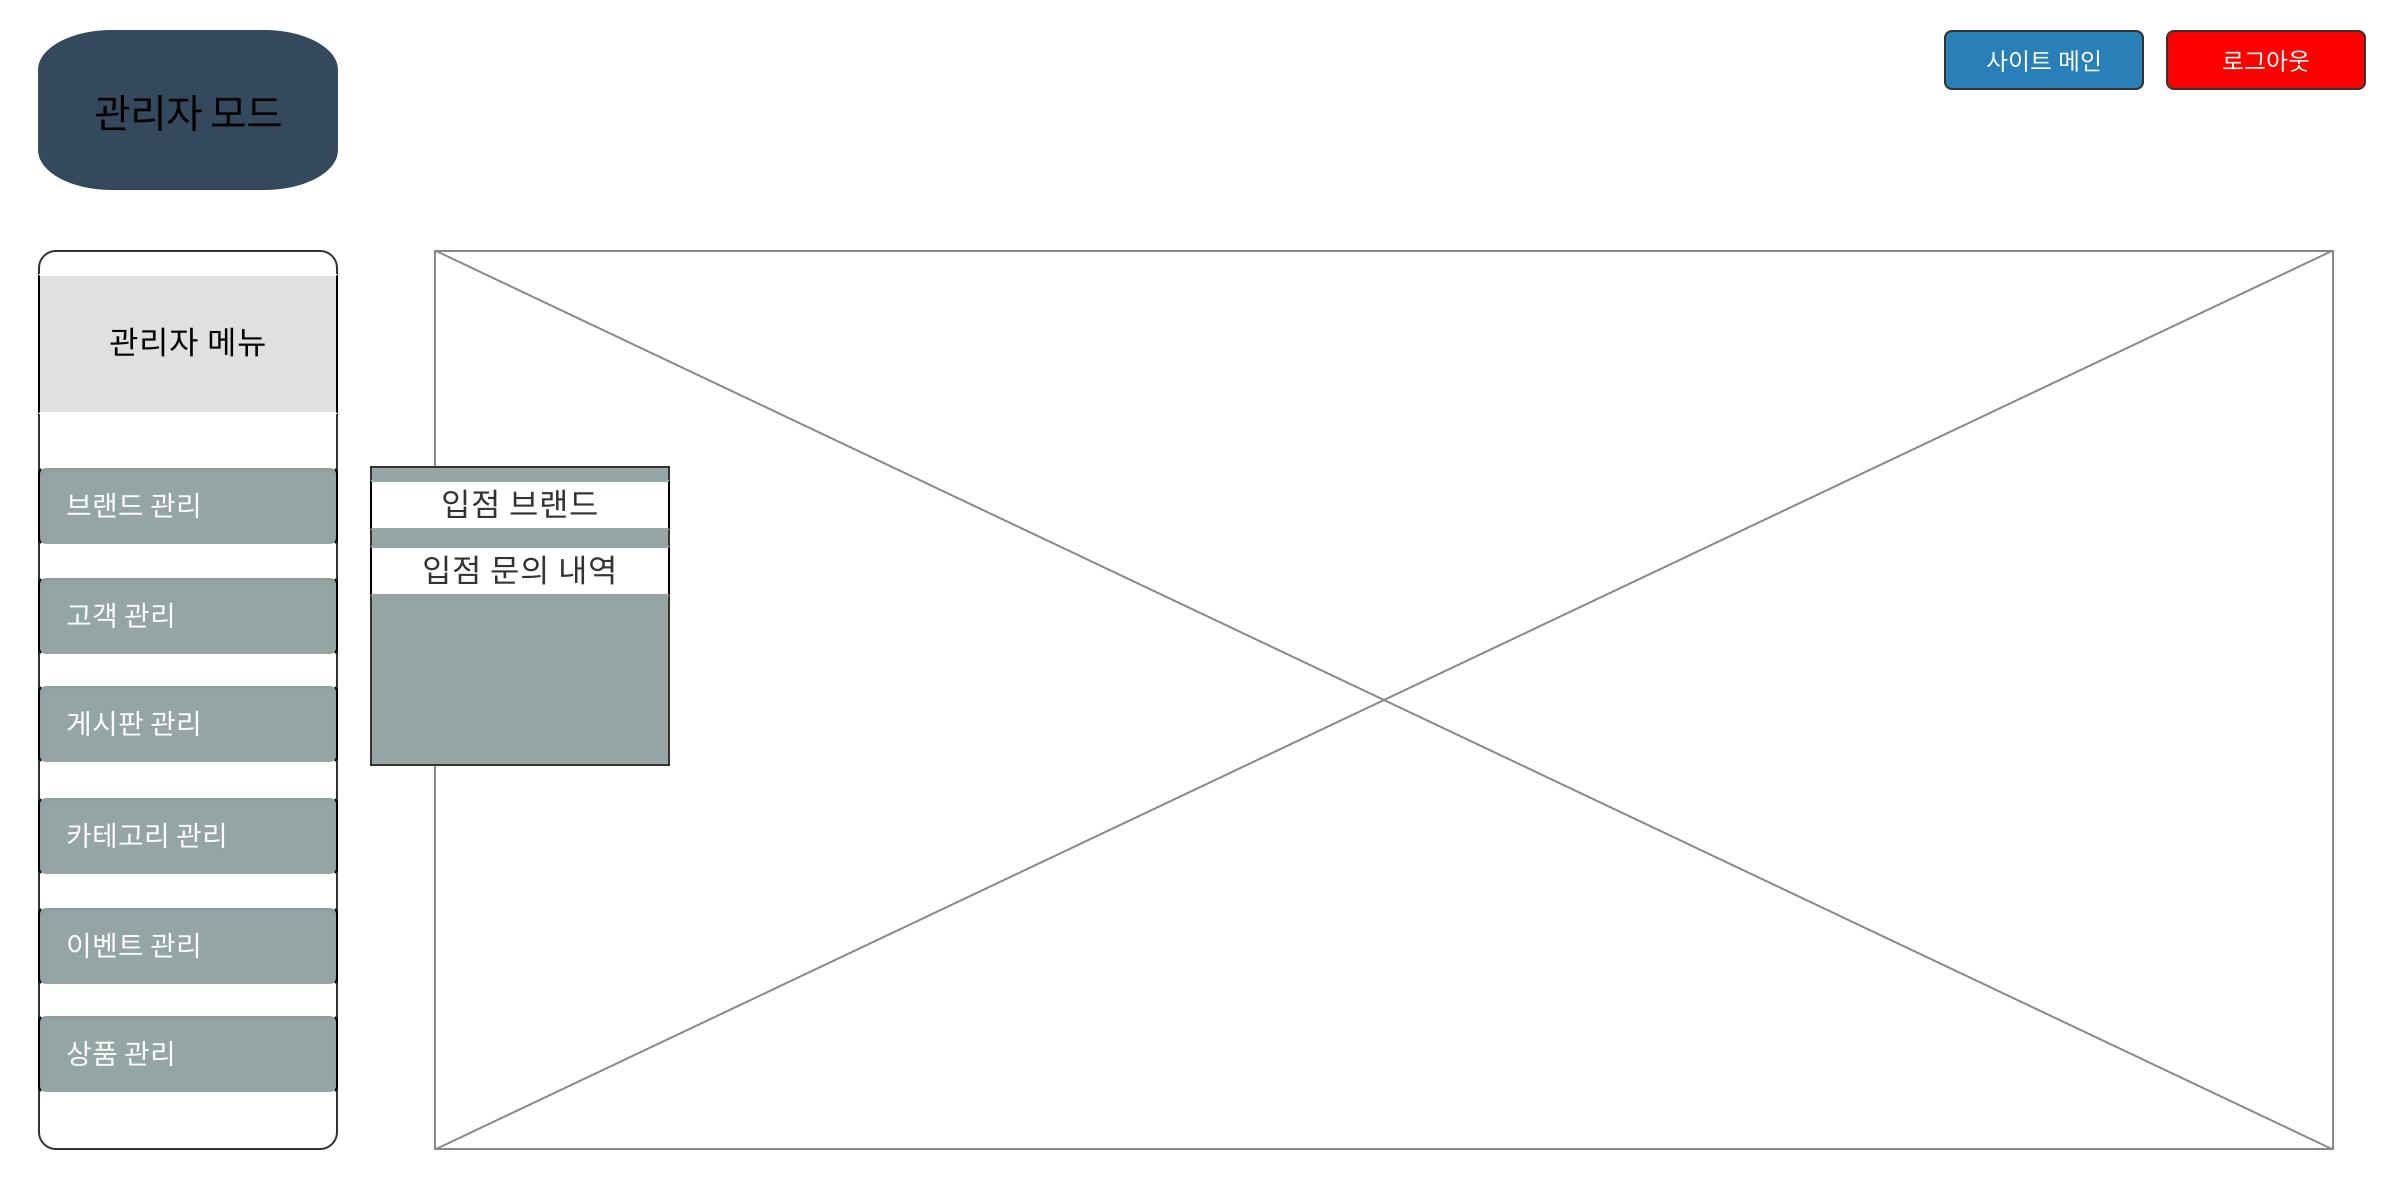 관리자 모드
사이트 메인
로그아웃
관리자 메뉴
브랜드 관리
고객 관리
게시판 관리
카테고리 관리
이벤트 관리
상품 관리
입점 브랜드
입점 문의 내역